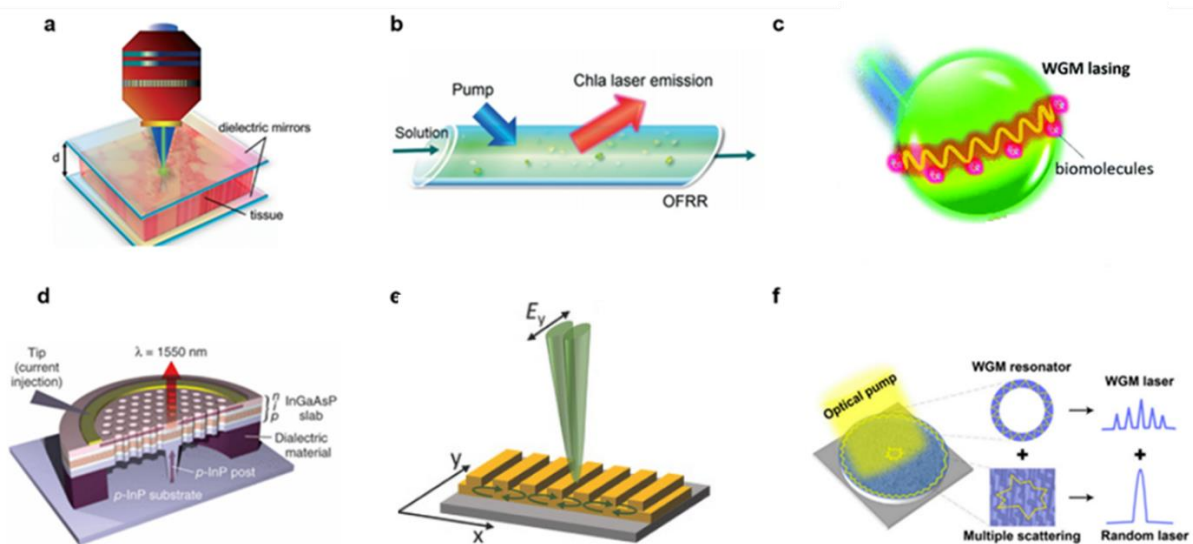 a
dielectric mirrors
d
tissue
b
Pump
Chla laser emission
Solution
OFRR
c
WGM lasing
biomolecules
d
λ = 1550 nm
Tip
(current
injection)
n
i
p
InGaAsP
slab
Dialectric
material
p-InP post
p-InP substrate
e
Ey
y
x
f
Optical pump
WGM resonator
WGM laser
+
+
Multiple scattering
Random laser